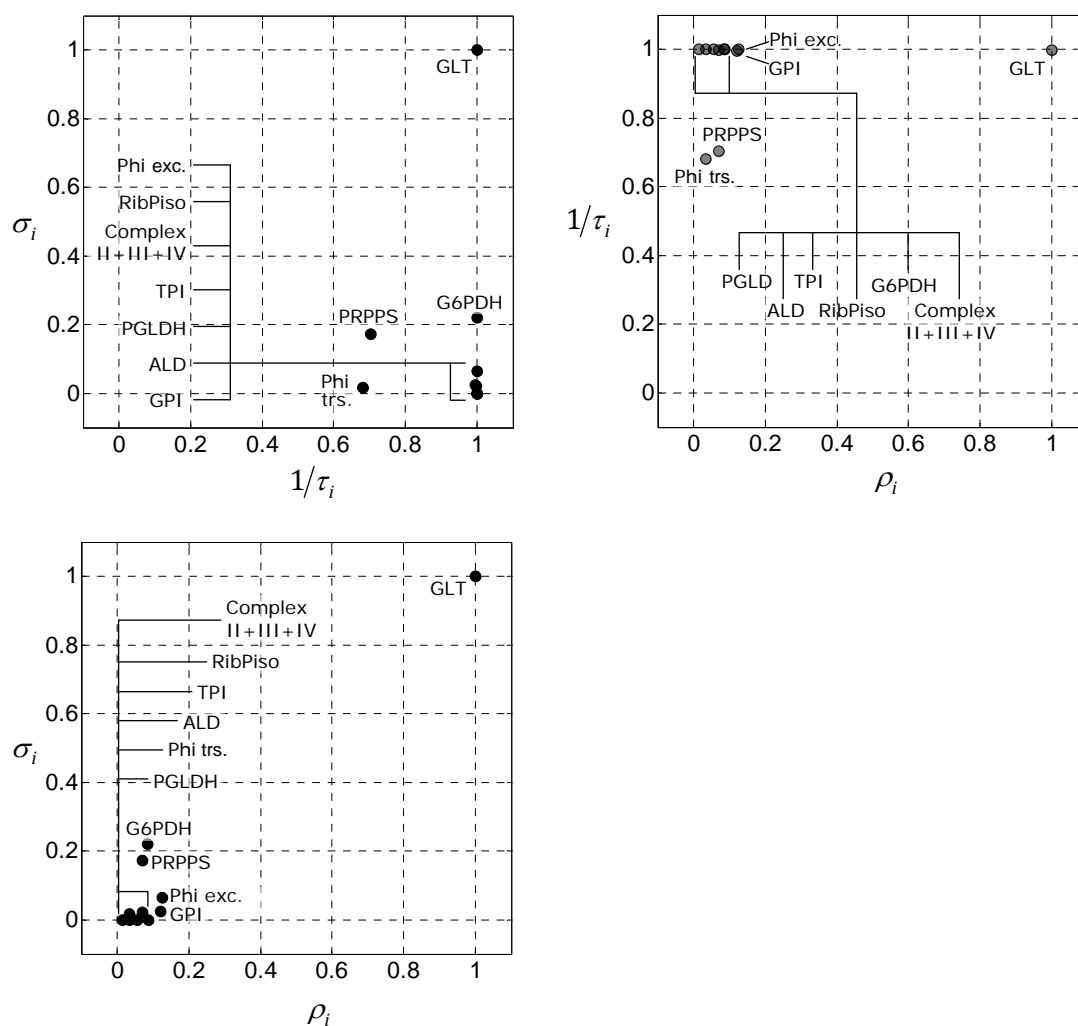 1
GLT
0.8
Phi exc.
0.6
RibPiso
σi
Complex
II+III+IV
0.4
TPI
G6PDH
PRPPS
0.2
PGLDH
ALD
Phi
trs.
GPI
0
0 0.2 0.4 0.6 0.8 1
1/τi
Phi exc.
1
GPI
GLT
0.8
PRPPS
Phi trs.
0.6
1/τi
0.4
PGLD
TPI
G6PDH
ALD
RibPiso
Complex
II+III+IV
0.2
0
0 0.2 0.4 0.6 0.8 1
ρi
1
GLT
Complex
II+III+IV
0.8
RibPiso
TPI
0.6
ALD
σi
Phi trs.
0.4
PGLDH
G6PDH
0.2
PRPPS
Phi exc.
GPI
0
0 0.2 0.4 0.6 0.8 1
ρi